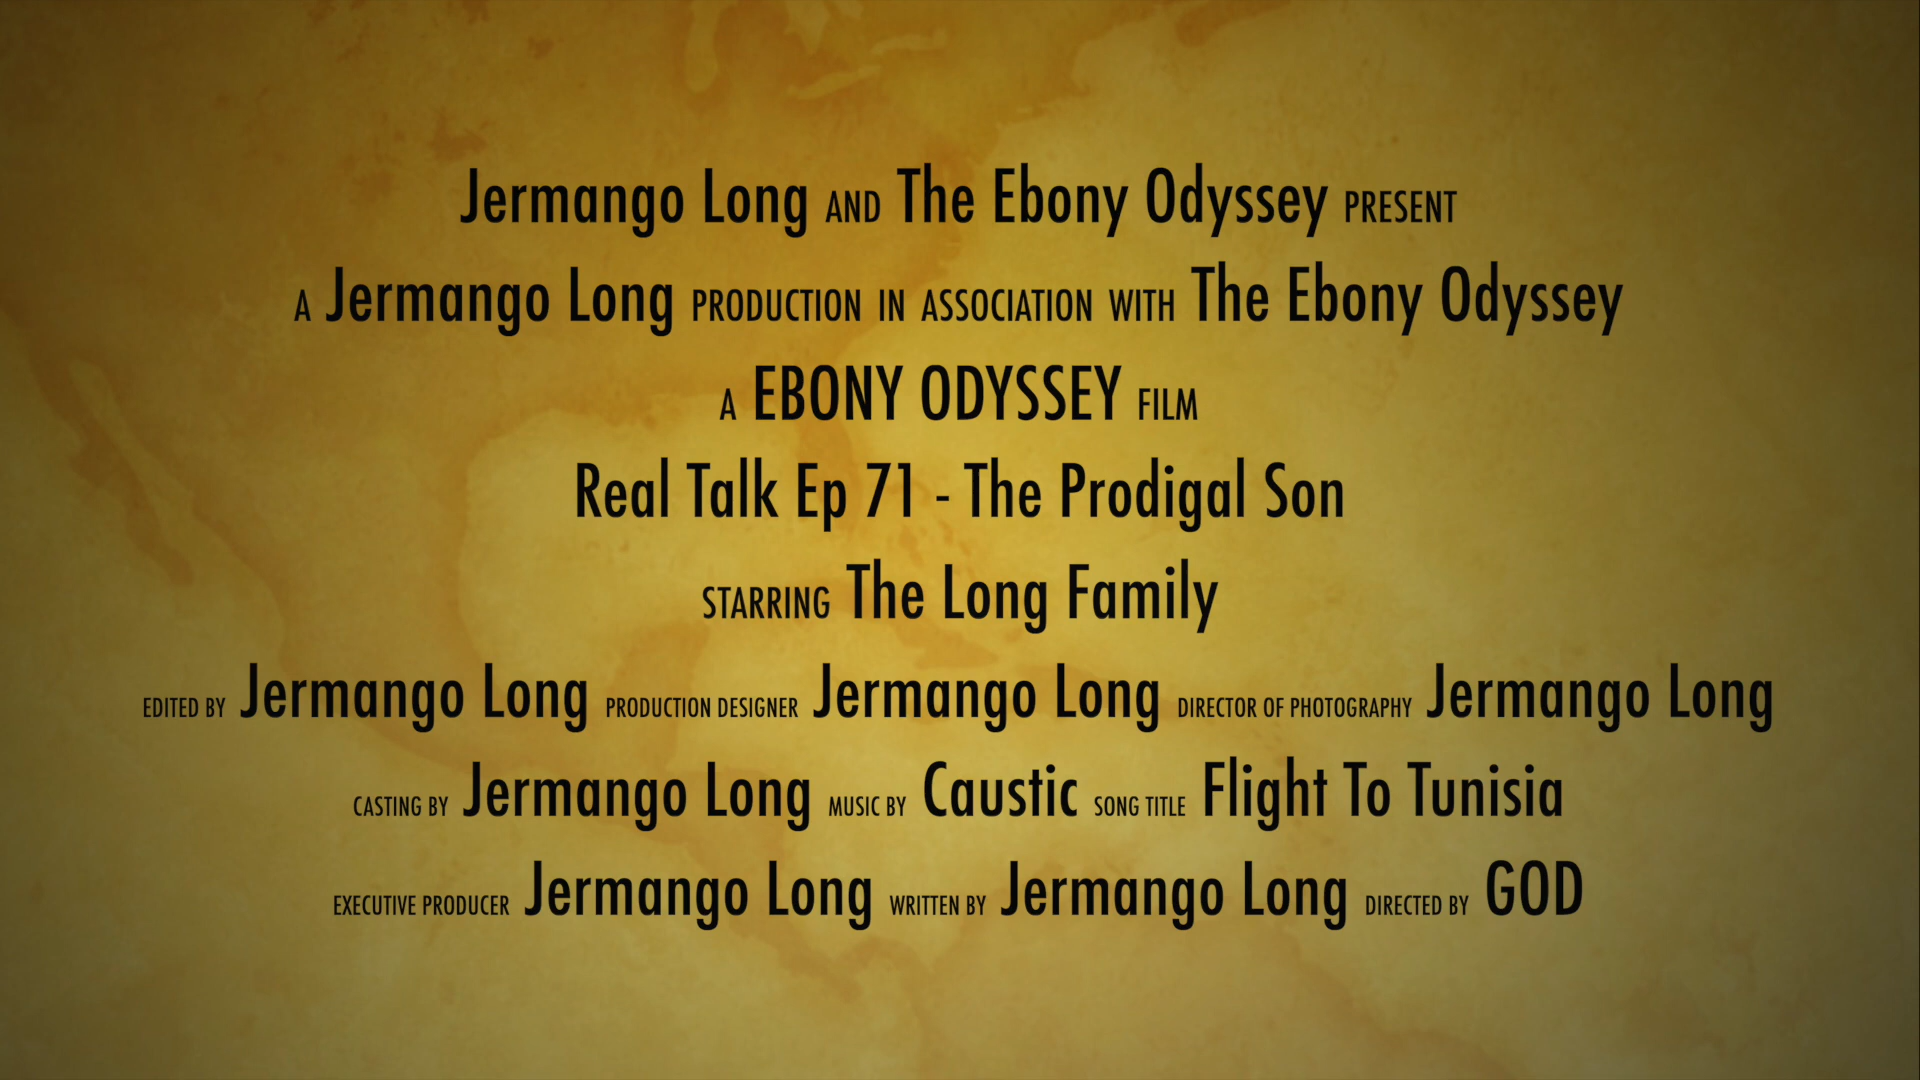 Jermango Long AND The Ebony Odyssey PRESENT
A Jermango Long PRODUCTION IN ASSOCIATION WITH The Ebony Odyssey
A EBONY ODYSSEY FILM
Real Talk Ep 71 - The Prodigal Son
STARRING The Long Family
EDITED BY Jermango Long PRODUCTION DESIGNER Jermango Long DIRECTOR OF PHOTOGRAPHY Jermango Long
CASTING BY Jermango Long MUSIC BY Caustic SONG TITLE Flight To Tunisia
EXECUTIVE PRODUCER Jermango Long WRITTEN BY Jermango Long DIRECTED BY GOD